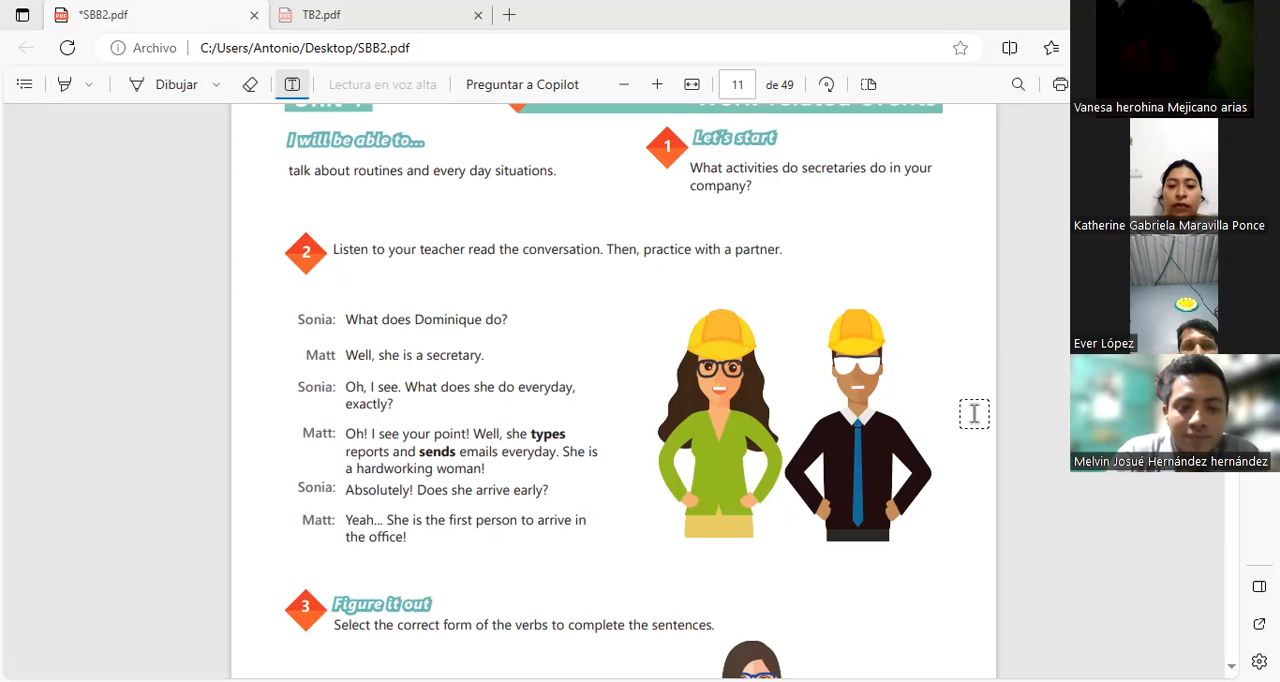 *SBB2.pdf
TB2.pdf
Archivo
C:/Users/Antonio/Desktop/SBB2.pdf
Dibujar
Lectura en voz alta
Preguntar a Copilot
11
de 49
I will be able to...
talk about routines and every day situations.
1
Let's start
What activities do secretaries do in your
company?
2
Listen to your teacher read the conversation. Then, practice with a partner.
Sonia: What does Dominique do?
Matt Well, she is a secretary.
Sonia: Oh, I see. What does she do everyday,
exactly?
Matt: Oh! I see your point! Well, she types
reports and sends emails everyday. She is
a hardworking woman!
Sonia: Absolutely! Does she arrive early?
Matt: Yeah... She is the first person to arrive in
the office!
3
Figure it out
Select the correct form of the verbs to complete the sentences.
Vanesa herohina Mejicano arias
Katherine Gabriela Maravilla Ponce
Ever López
Melvin Josué Hernández hernández